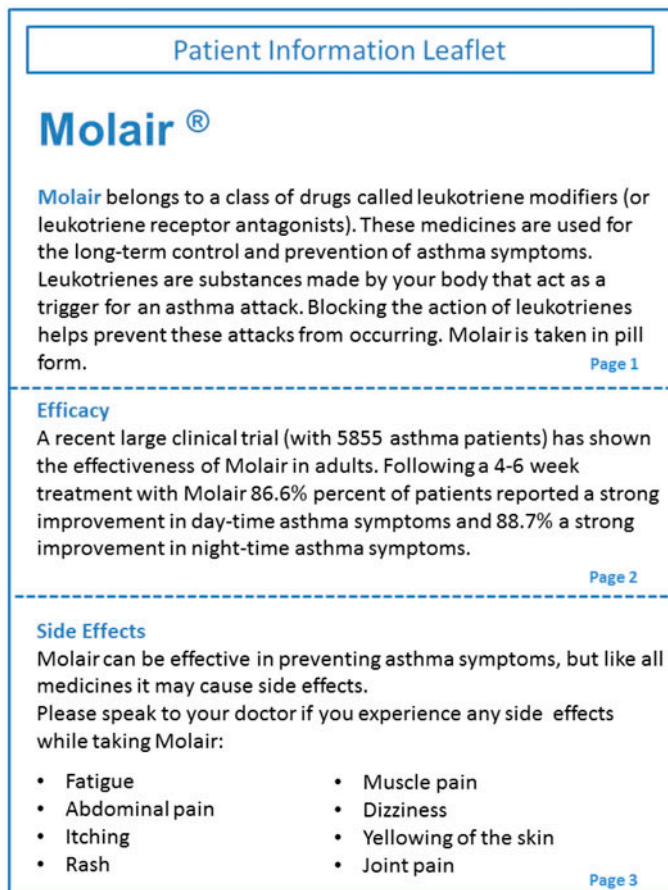 Patient Information Leaflet
Molair ®
Molair belongs to a class of drugs called leukotriene modifiers (or
leukotriene receptor antagonists). These medicines are used for
the long-term control and prevention of asthma symptoms.
Leukotrienes are substances made by your body that act as a
trigger for an asthma attack. Blocking the action of leukotrienes
helps prevent these attacks from occurring. Molair is taken in pill
form.
Page 1
Efficacy
A recent large clinical trial (with 5855 asthma patients) has shown
the effectiveness of Molair in adults. Following a 4-6 week
treatment with Molair 86.6% percent of patients reported a strong
improvement in day-time asthma symptoms and 88.7% a strong
improvement in night-time asthma symptoms.
Page 2
Side Effects
Molair can be effective in preventing asthma symptoms, but like all
medicines it may cause side effects.
Please speak to your doctor if you experience any side effects
while taking Molair:
• Fatigue
• Abdominal pain
• Itching
• Rash
• Muscle pain
• Dizziness
• Yellowing of the skin
• Joint pain
Page 3